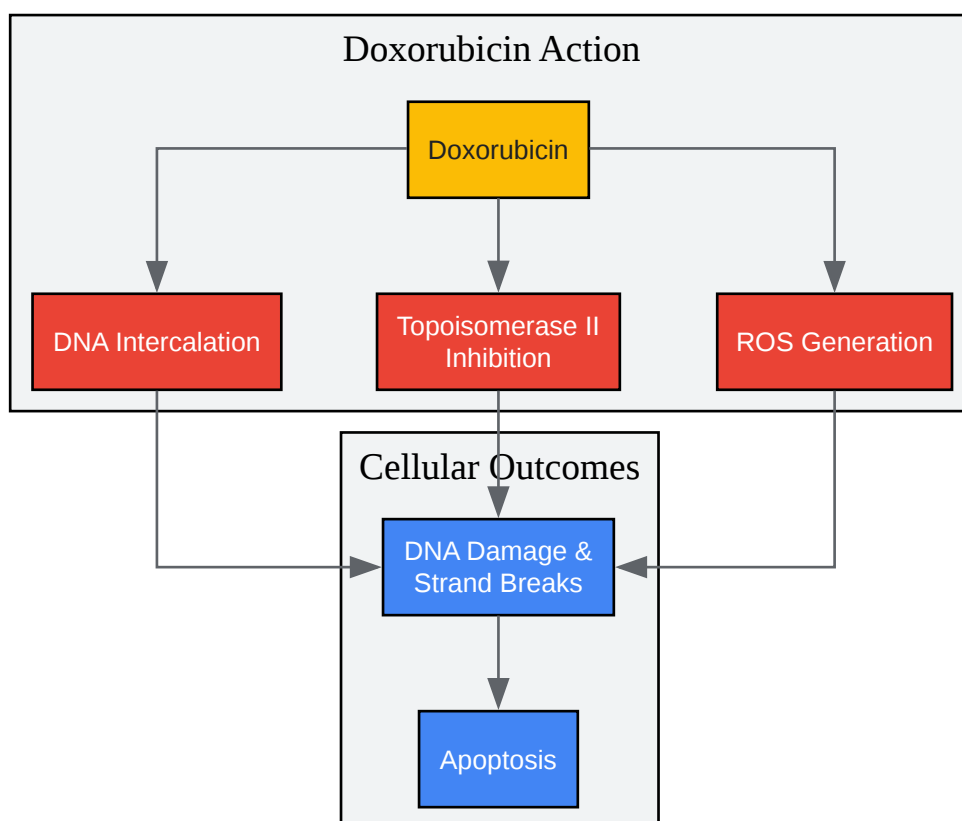 Doxorubicin Action
Doxorubicin
DNA Intercalation
Topoisomerase II
Inhibition
ROS Generation
Cellular Outcomes
DNA Damage &
Strand Breaks
Apoptosis